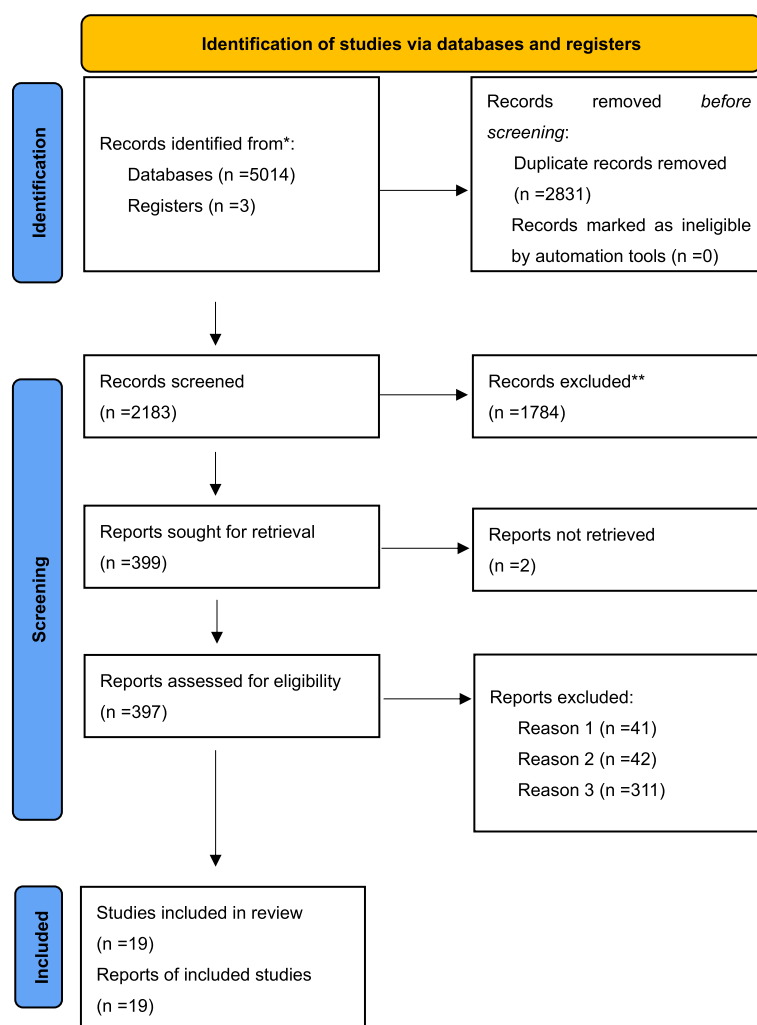 Identification of studies via databases and registers
Identification
Records identified from*:
Databases (n =5014)
Registers (n =3)
Records removed before
screening:
Duplicate records removed
(n =2831)
Records marked as ineligible
by automation tools (n =0)
Screening
Records screened
(n =2183)
Records excluded**
(n =1784)
Reports sought for retrieval
(n =399)
Reports not retrieved
(n =2)
Reports assessed for eligibility
(n =397)
Reports excluded:
Reason 1 (n =41)
Reason 2 (n =42)
Reason 3 (n =311)
Included
Studies included in review
(n =19)
Reports of included studies
(n =19)